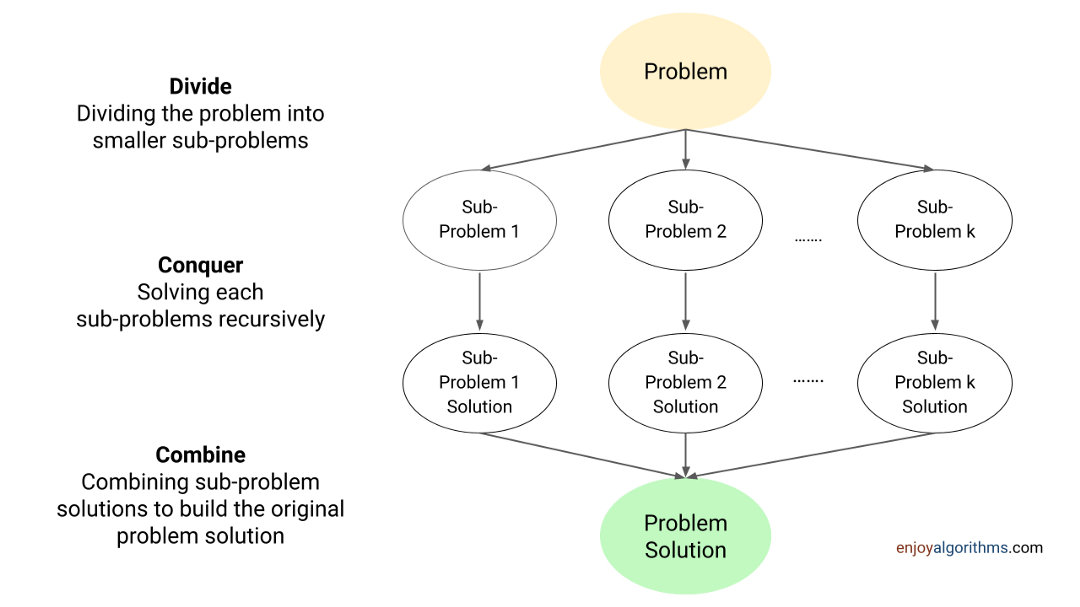 Divide
Dividing the problem into
smaller sub-problems
Conquer
Solving each
sub-problems recursively
Combine
Combining sub-problem
solutions to build the original
problem solution
Problem
Sub-
Problem 1
Sub-
Problem 2
.......
Sub-
Problem k
Sub-
Problem 1
Solution
Sub-
Problem 2
Solution
.......
Sub-
Problem k
Solution
Problem
Solution
enjoyalgorithms.com